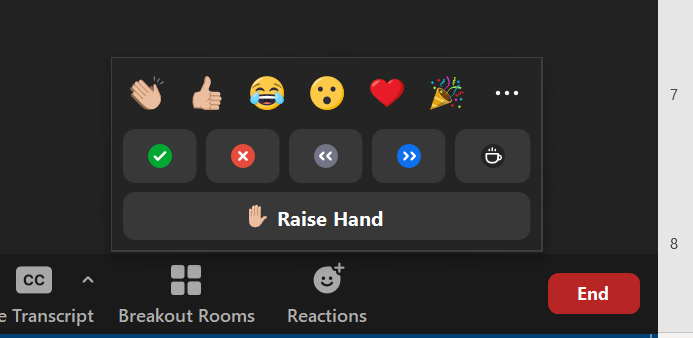 Raise Hand
CC
e Transcript
Breakout Rooms
Reactions
End
7
8